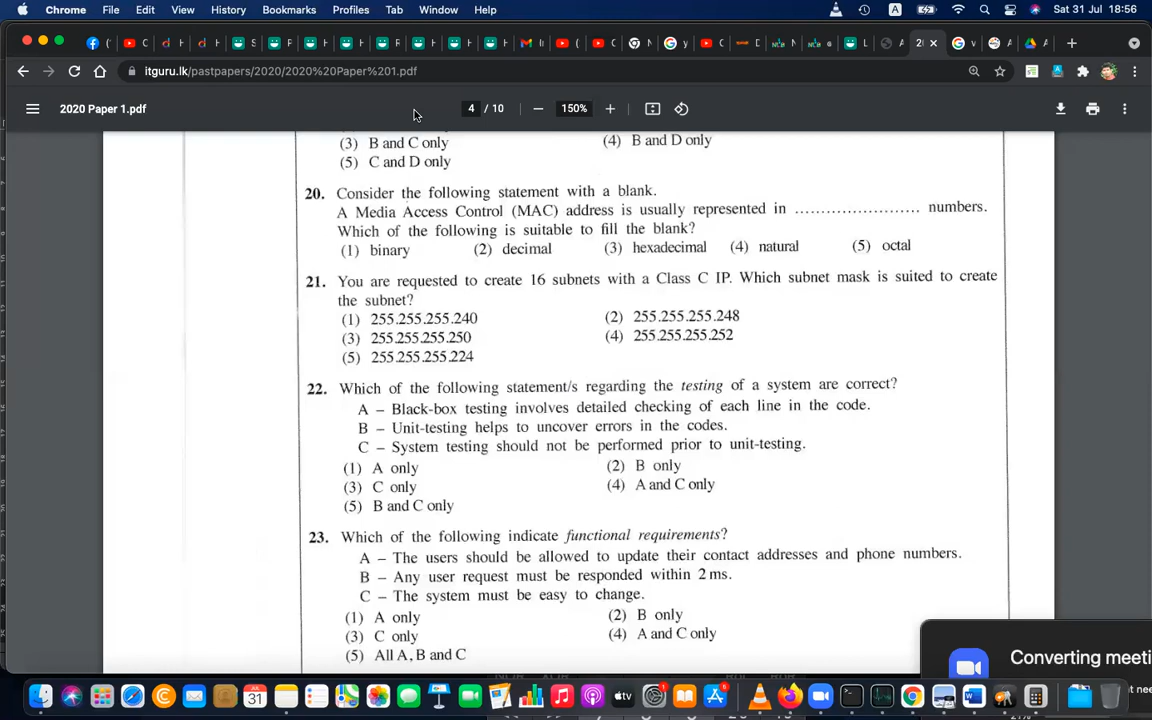 Chrome File Edit View History Bookmarks Profiles Tab Window Help
A Sat 31 Jul 18:56
itguru.lk/pastpapers/2020/2020%20Paper%201.pdf
2020 Paper 1.pdf
4 / 10
150%
(3) B and C only (4) B and D only
(5) C and D only
20. Consider the following statement with a blank.
A Media Access Control (MAC) address is usually represented in ........................ numbers.
Which of the following is suitable to fill the blank?
(1) binary (2) decimal (3) hexadecimal (4) natural (5) octal
21. You are requested to create 16 subnets with a Class C IP. Which subnet mask is suited to create
the subnet?
(1) 255.255.255.240 (2) 255.255.255.248
(3) 255.255.255.250 (4) 255.255.255.252
(5) 255.255.255.224
22. Which of the following statement/s regarding the testing of a system are correct?
A – Black-box testing involves detailed checking of each line in the code.
B – Unit-testing helps to uncover errors in the codes.
C – System testing should not be performed prior to unit-testing.
(1) A only (2) B only
(3) C only (4) A and C only
(5) B and C only
23. Which of the following indicate functional requirements?
A – The users should be allowed to update their contact addresses and phone numbers.
B – Any user request must be responded within 2 ms.
C – The system must be easy to change.
(1) A only (2) B only
(3) C only (4) A and C only
(5) All A, B and C
Converting meeti